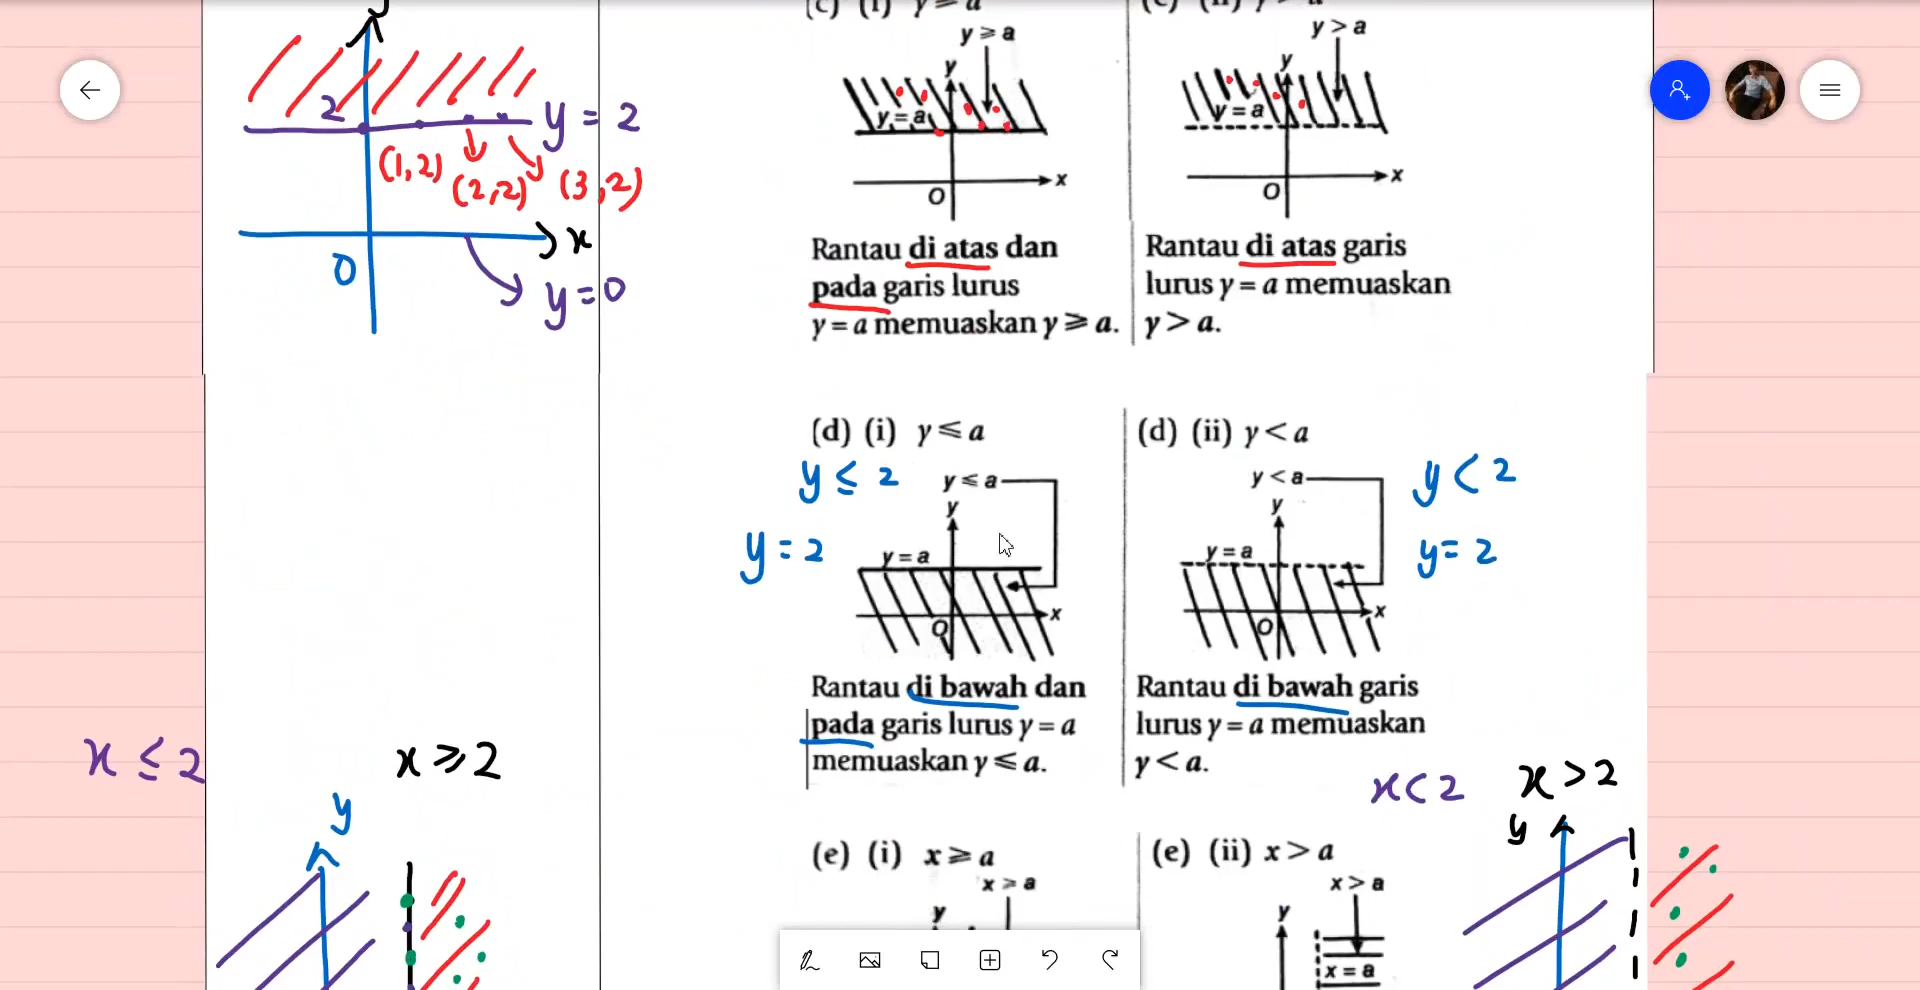 (c) (i) y ⩾ a
y ⩾ a
y
y = a
x
O
Rantau di atas dan
pada garis lurus
y = a memuaskan y ⩾ a.
y > a
y
y = a
x
O
Rantau di atas garis
lurus y = a memuaskan
y > a.
2
y = 2
(1,2)
(2,2)
(3,2)
x
0
y = 0
(d) (i) y ⩽ a
y ≤ 2
y ⩽ a
y
y = 2
y = a
x
O
Rantau di bawah dan
pada garis lurus y = a
memuaskan y ⩽ a.
(d) (ii) y < a
y < a
y < 2
y
y = a
y = 2
x
O
Rantau di bawah garis
lurus y = a memuaskan
y < a.
x ≤ 2
x ⩾ 2
y
x < 2
x > 2
y
(e) (i) x ⩾ a
x ⩾ a
y
(e) (ii) x > a
x > a
y
x = a